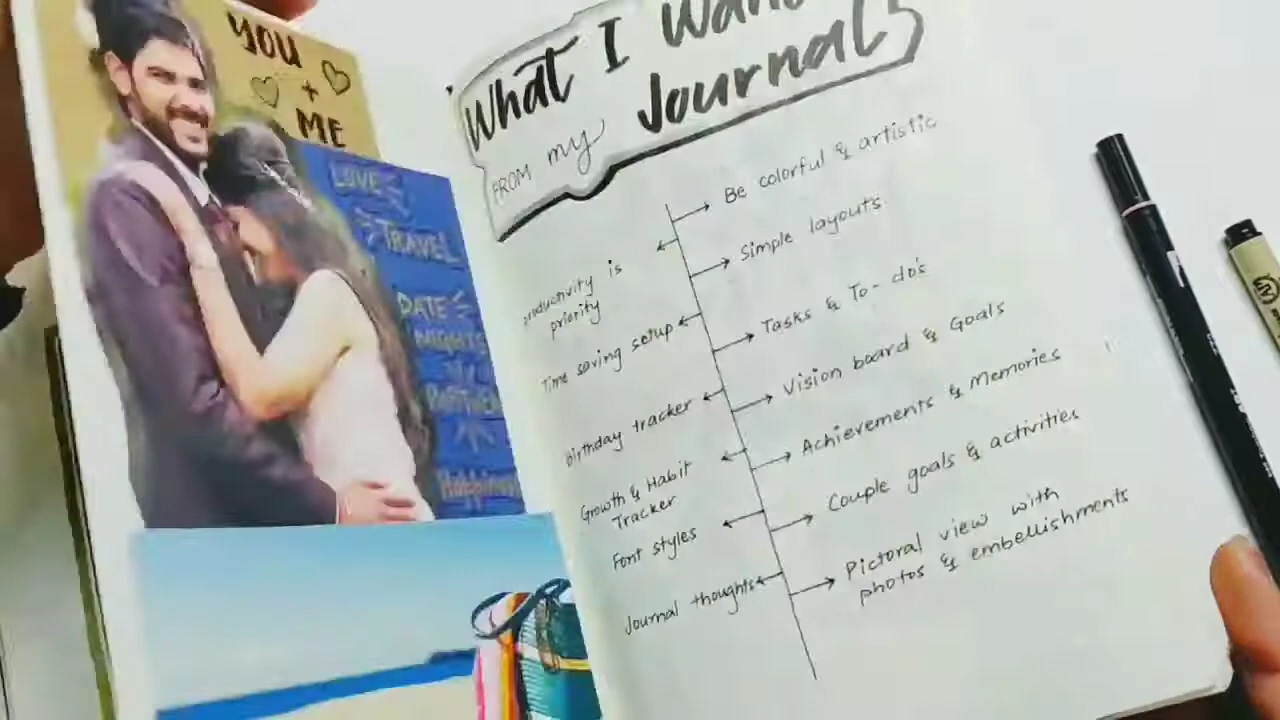 YOU
+
ME
LOVE
TRAVEL
DATE
NIGHTS
What I Want
FROM my Journal
Be colorful & artistic
productivity is
priority
Simple layouts
Time saving setup
Tasks & To-do's
Birthday tracker
Vision board & Goals
Growth & Habit
Tracker
Achievements & Memories
Font styles
Couple goals & activities
Journal thoughts
Pictoral view with
photos & embellishments